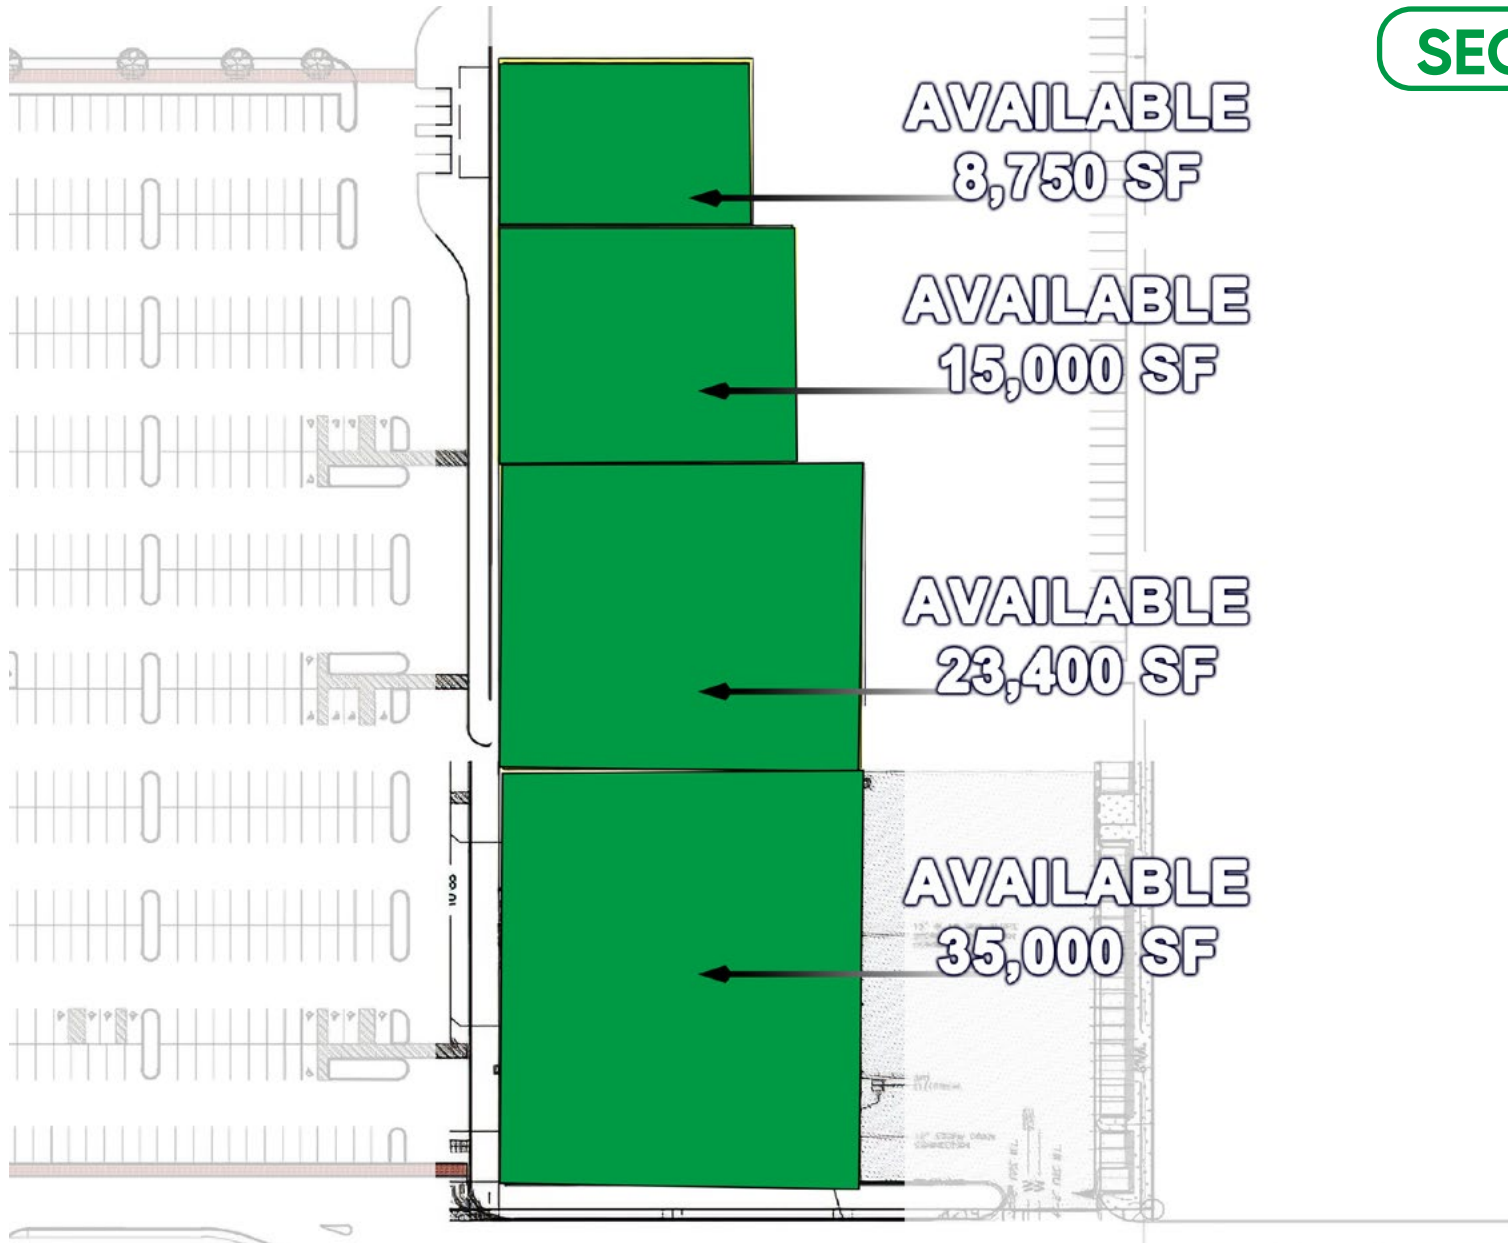 SEC
AVAILABLE
8,750 SF
AVAILABLE
15,000 SF
AVAILABLE
23,400 SF
AVAILABLE
35,000 SF